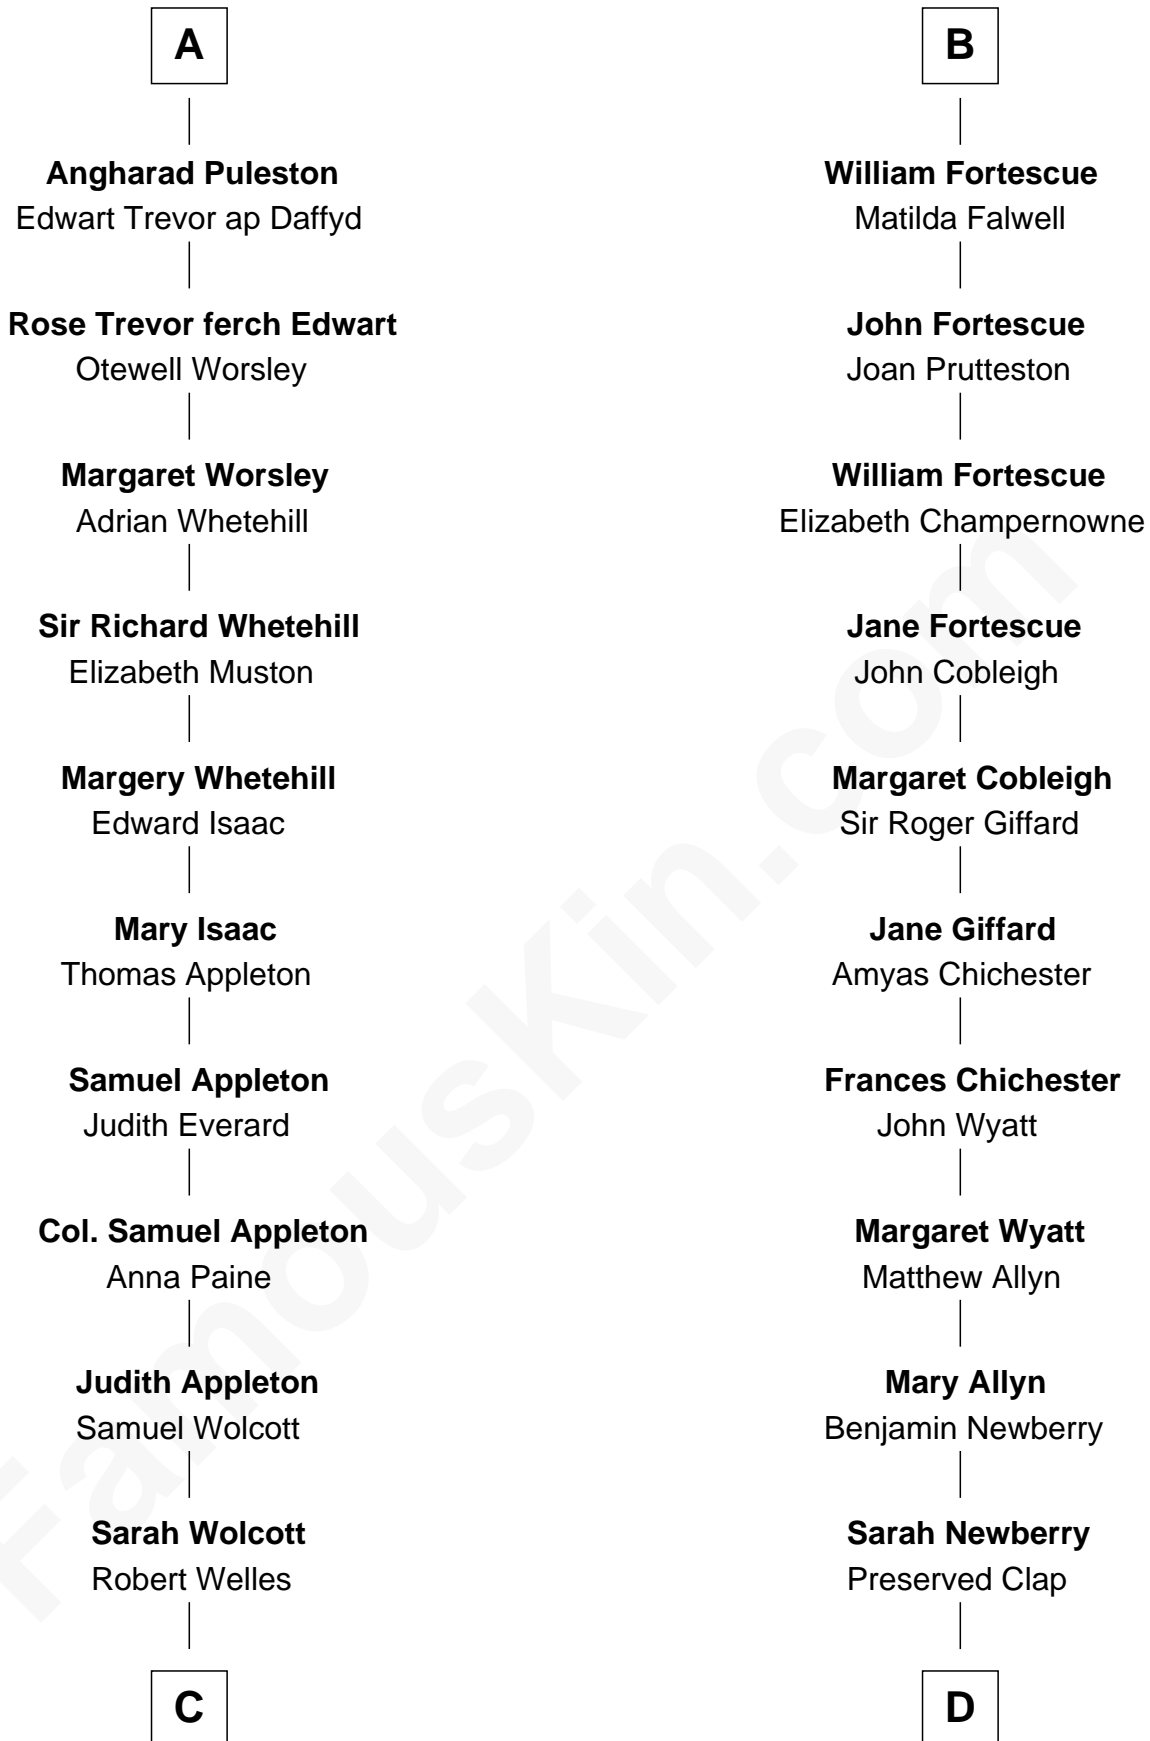 A
Angharad Puleston
Edwart Trevor ap Daffyd
Rose Trevor ferch Edwart
Otewell Worsley
Margaret Worsley
Adrian Whetehill
Sir Richard Whetehill
Elizabeth Muston
Margery Whetehill
Edward Isaac
Mary Isaac
Thomas Appleton
Samuel Appleton
Judith Everard
Col. Samuel Appleton
Anna Paine
Judith Appleton
Samuel Wolcott
Sarah Wolcott
Robert Welles
C
B
William Fortescue
Matilda Falwell
John Fortescue
Joan Prutteston
William Fortescue
Elizabeth Champernowne
Jane Fortescue
John Cobleigh
Margaret Cobleigh
Sir Roger Giffard
Jane Giffard
Amyas Chichester
Frances Chichester
John Wyatt
Margaret Wyatt
Matthew Allyn
Mary Allyn
Benjamin Newberry
Sarah Newberry
Preserved Clap
D
FamousKin.com